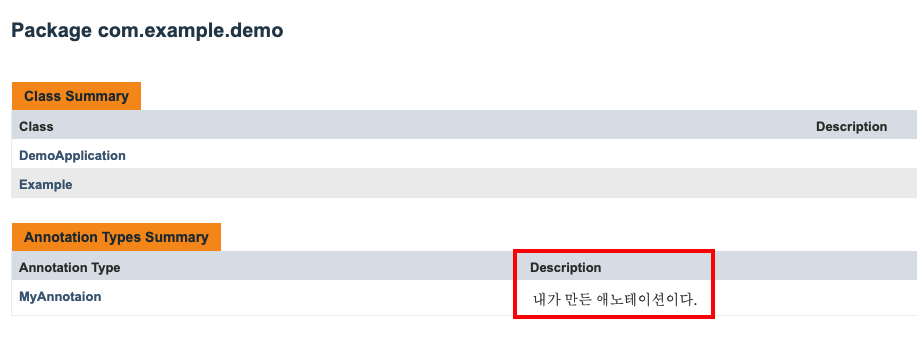 Package com.example.demo
Class Summary
Class Description
DemoApplication
Example
Annotation Types Summary
Annotation Type Description
MyAnnotaion 내가 만든 애노테이션이다.